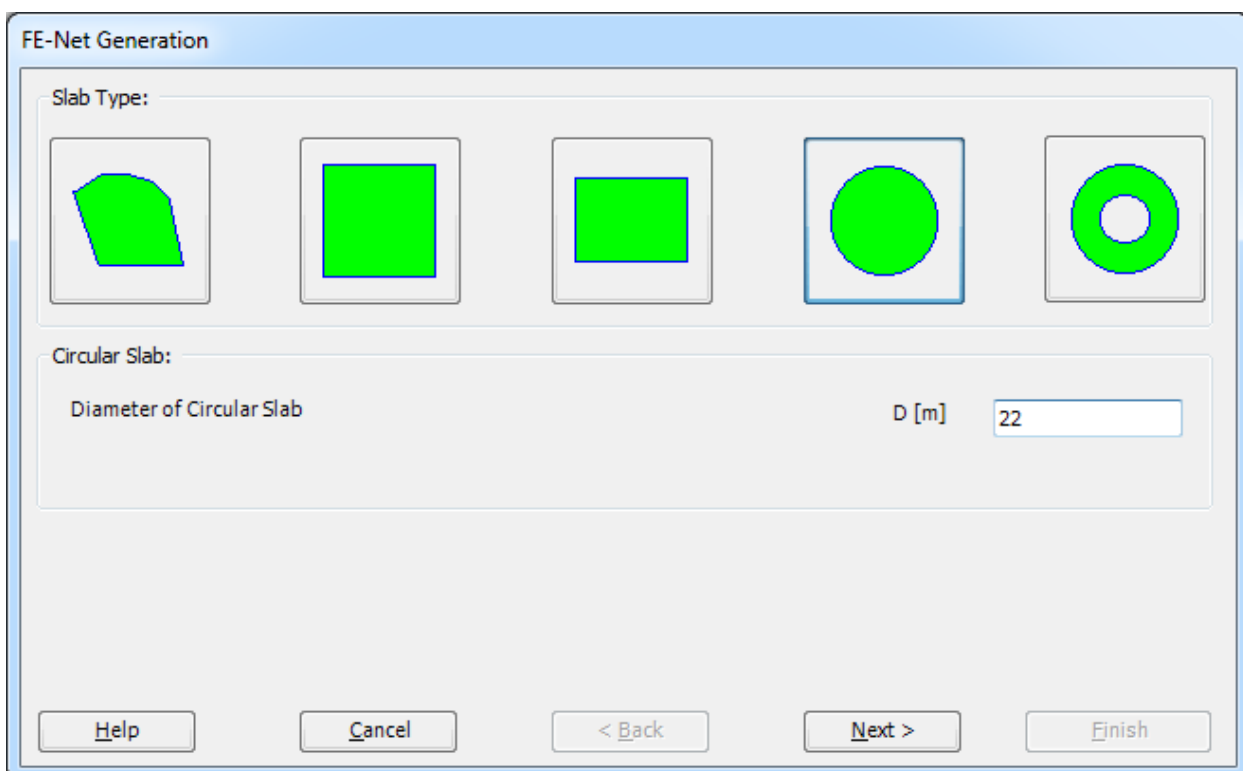 FE-Net Generation
Slab Type:
Circular Slab:
Diameter of Circular Slab D [m] 22
Help Cancel < Back Next > Finish